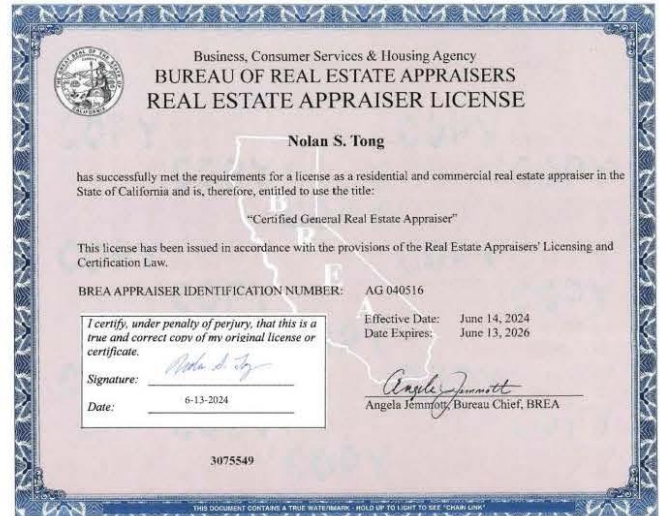 Business, Consumer Services & Housing Agency
BUREAU OF REAL ESTATE APPRAISERS
REAL ESTATE APPRAISER LICENSE
Nolan S. Tong
has successfully met the requirements for a license as a residential and commercial real estate appraiser in the
State of California and is, therefore, entitled to use the title:
"Certified General Real Estate Appraiser"
This license has been issued in accordance with the provisions of the Real Estate Appraisers' Licensing and
Certification Law.
BREA APPRAISER IDENTIFICATION NUMBER: AG 040516
I certify, under penalty of perjury, that this is a
true and correct copy of my original license or
certificate.
Signature: Nolan S. Tong
Date: 6-13-2024
Effective Date: June 14, 2024
Date Expires: June 13, 2026
Angela Jemmott
Angela Jemmott, Bureau Chief, BREA
3075549
THIS DOCUMENT CONTAINS A TRUE WATERMARK - HOLD UP TO LIGHT TO SEE "CHAIN LINK"
B
R
E
A